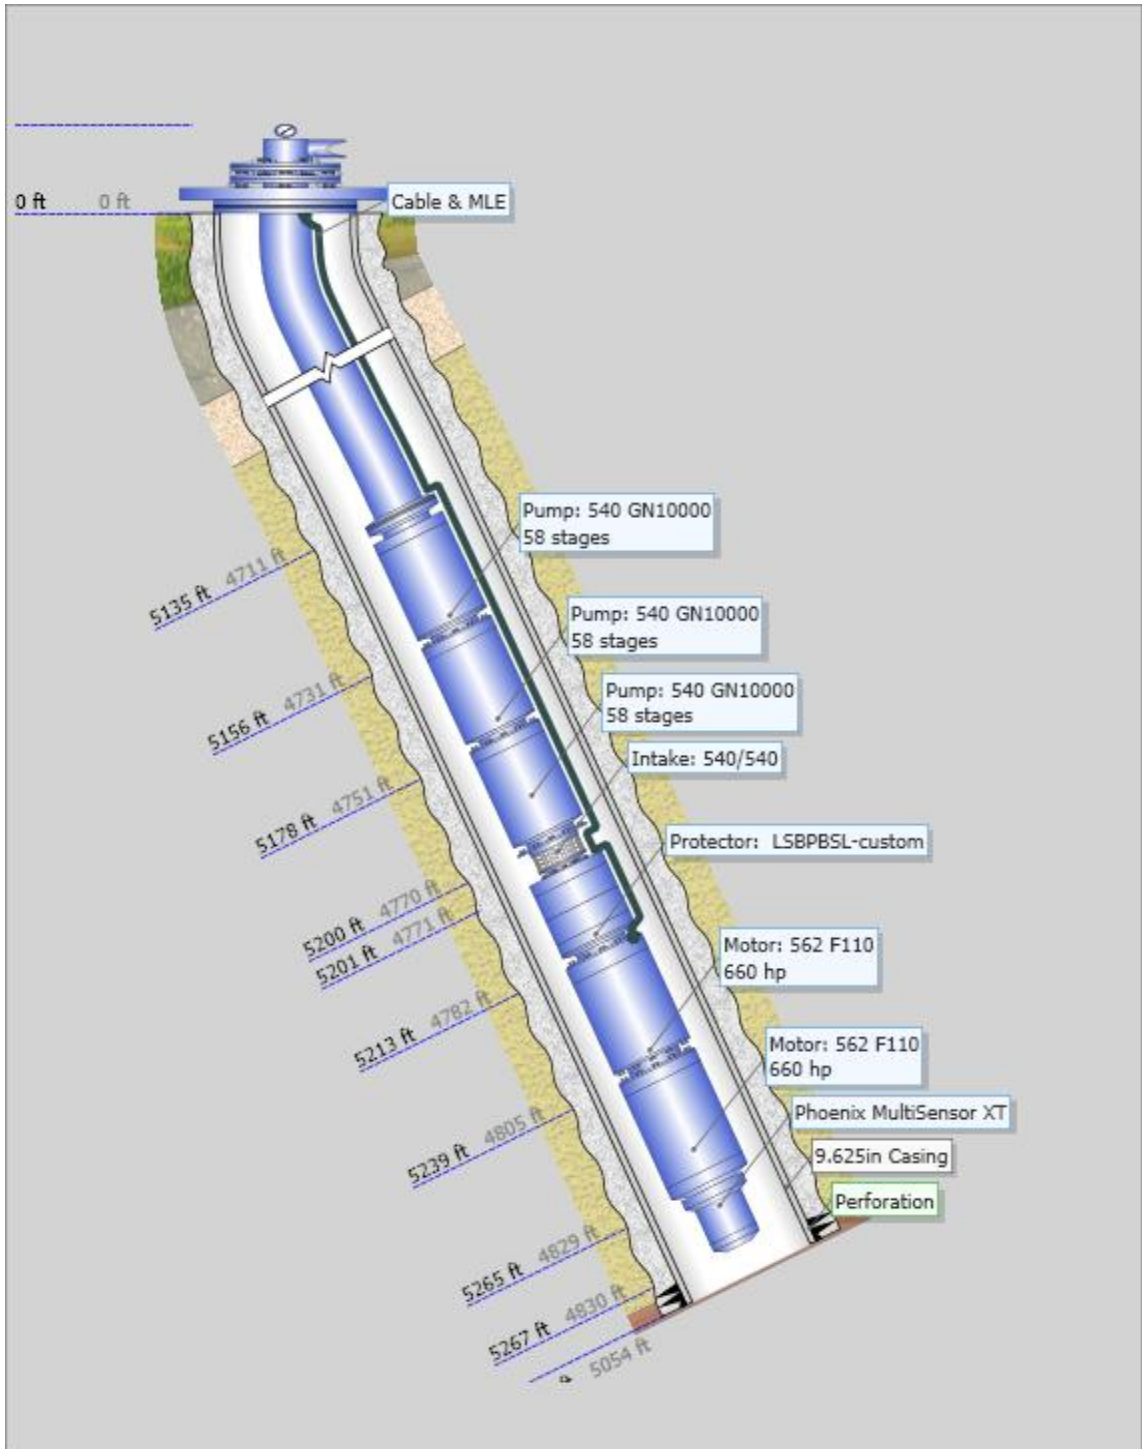 0 ft 0 ft
Cable & MLE
Pump: 540 GN10000
58 stages
Pump: 540 GN10000
58 stages
Pump: 540 GN10000
58 stages
Intake: 540/540
Protector: LSBPBSL-custom
Motor: 562 F110
660 hp
Motor: 562 F110
660 hp
Phoenix MultiSensor XT
9.625in Casing
Perforation
5135 ft 4711 ft
5156 ft 4731 ft
5178 ft 4751 ft
5200 ft 4770 ft
5201 ft 4771 ft
5213 ft 4782 ft
5239 ft 4805 ft
5265 ft 4829 ft
5267 ft 4830 ft
5054 ft